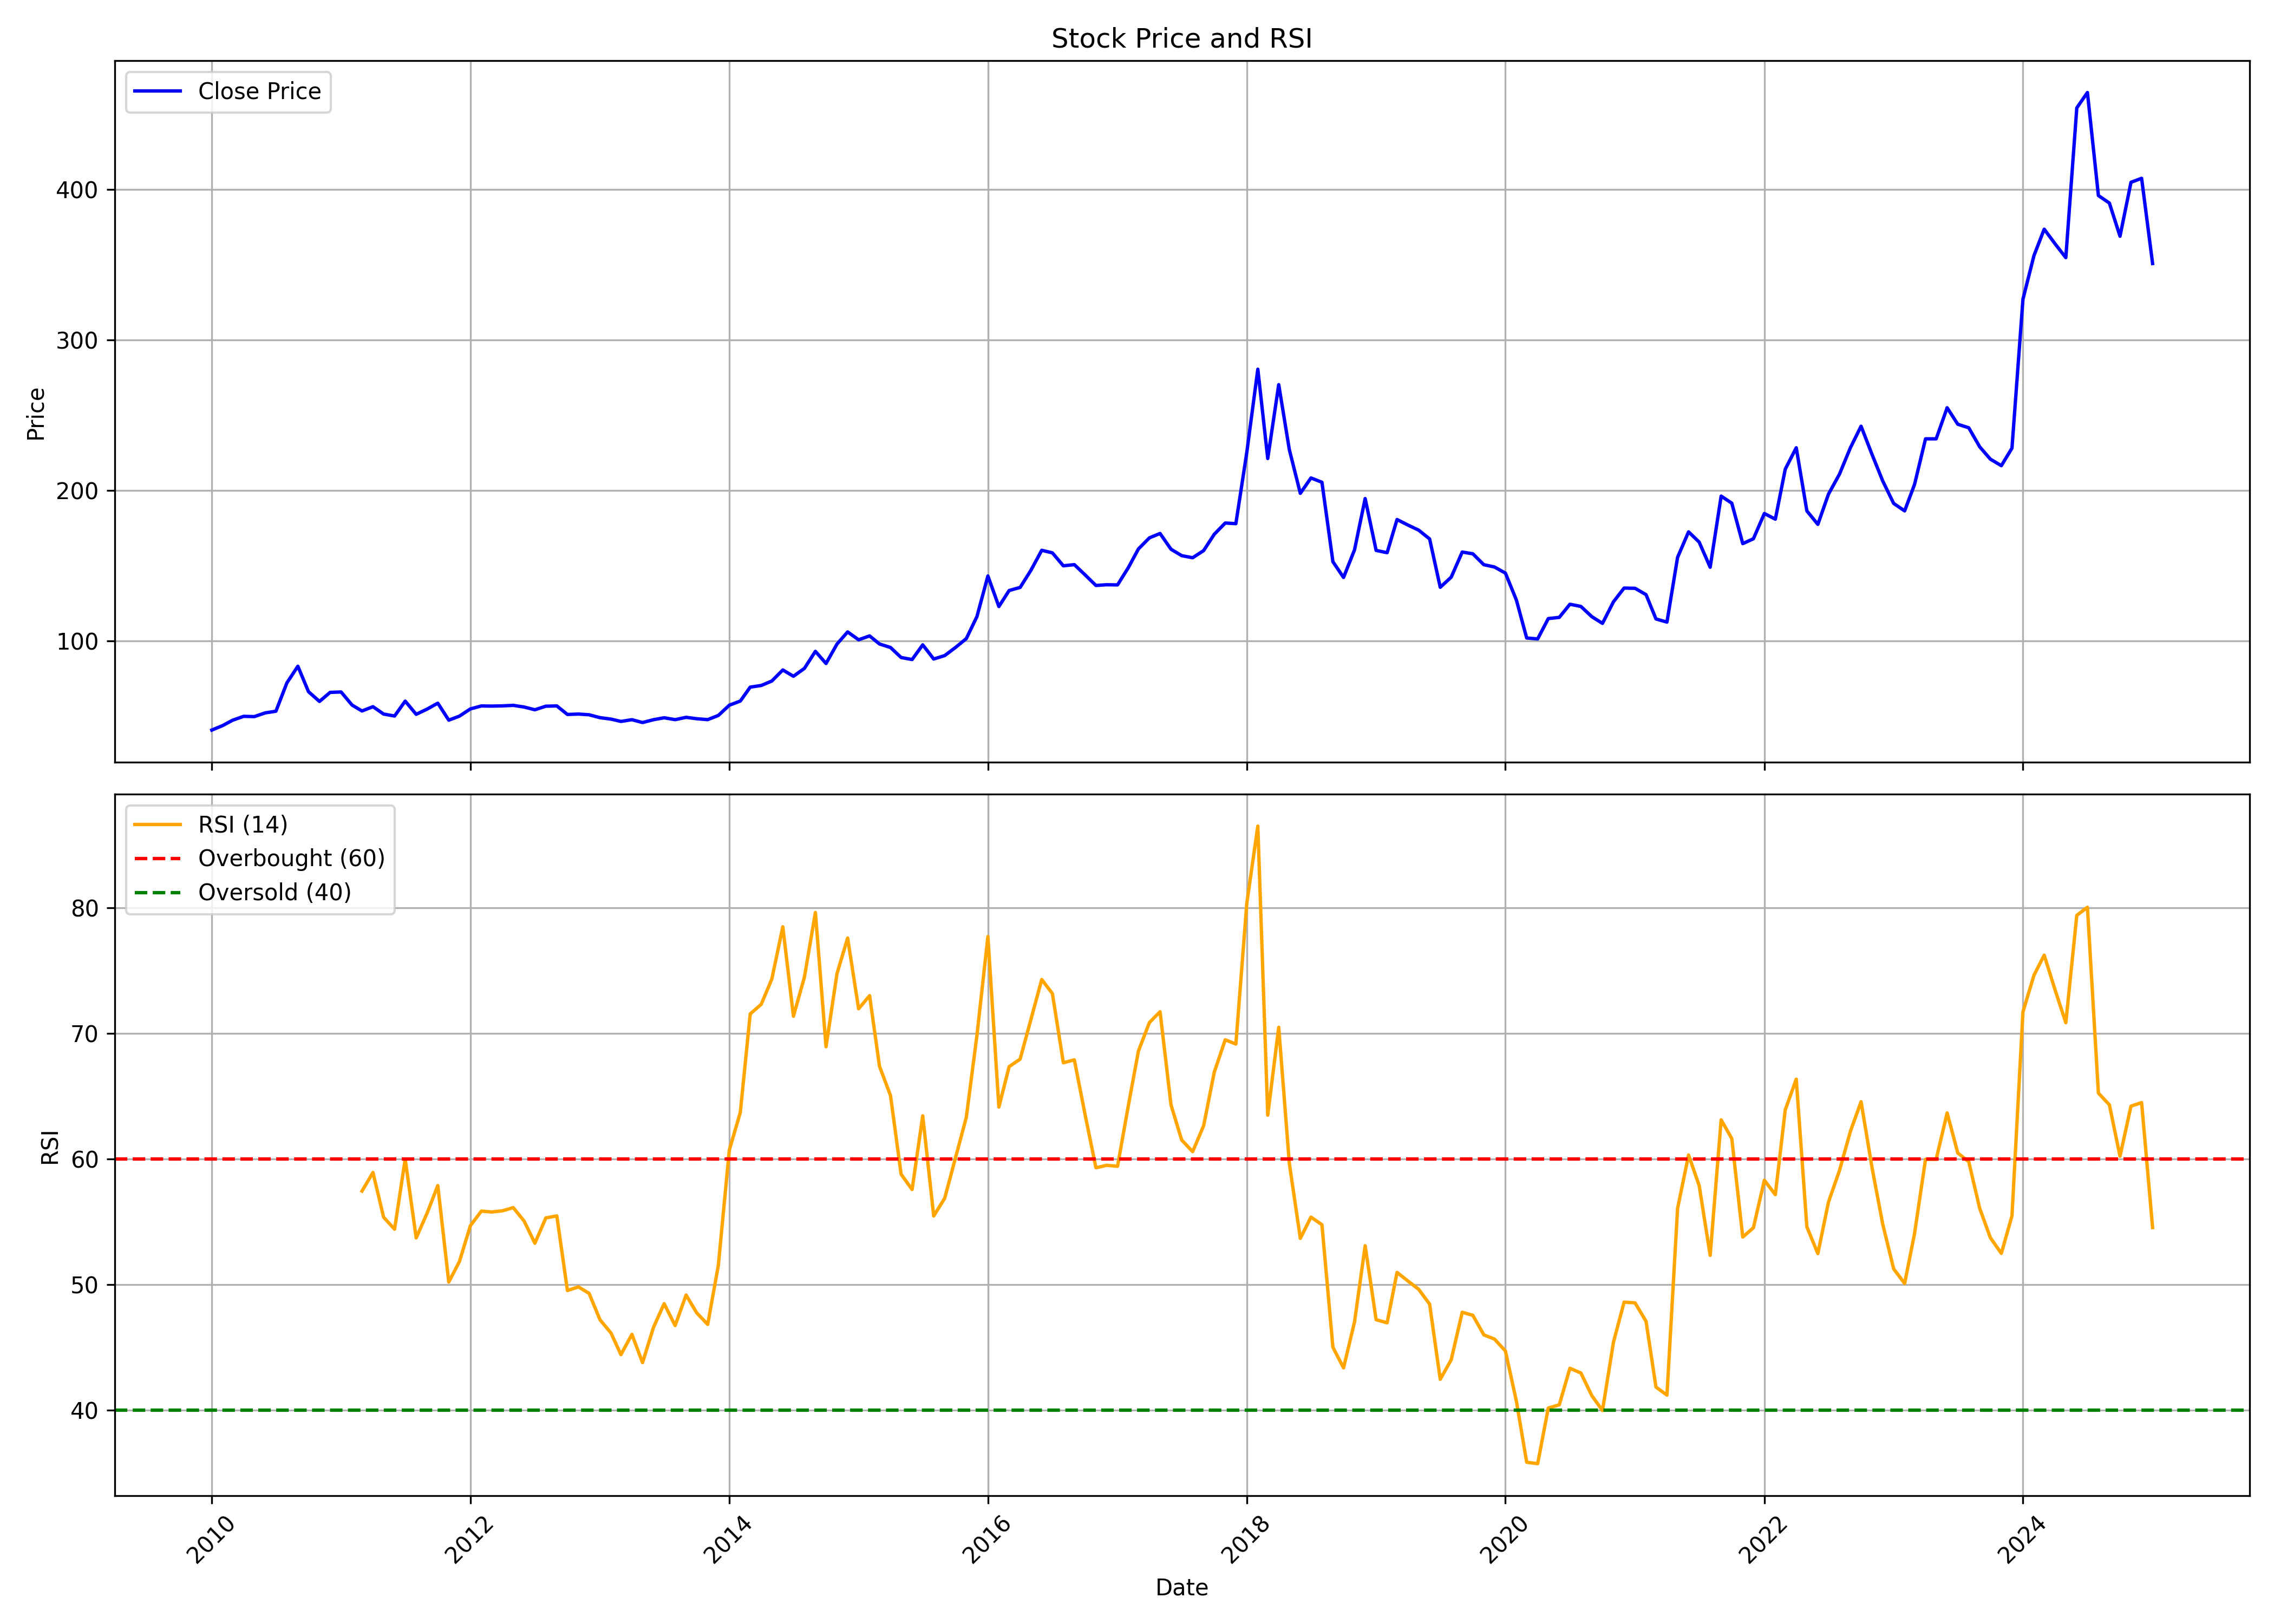 Stock Price and RSI
Close Price
400
300
200
100
Price
RSI (14)
Overbought (60)
Oversold (40)
80
70
60
50
40
RSI
2010
2012
2014
2016
2018
2020
2022
2024
Date